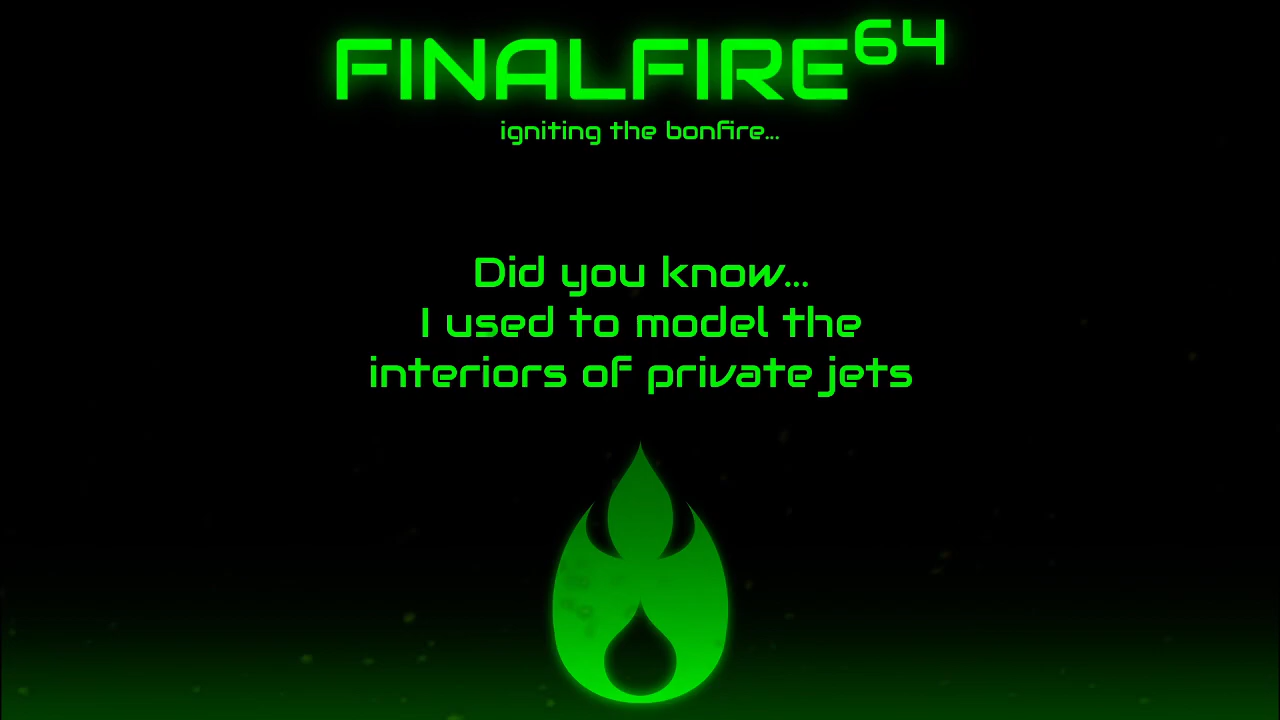 FINALFIRE⁶⁴
igniting the bonfire...
Did you know...
I used to model the
interiors of private jets